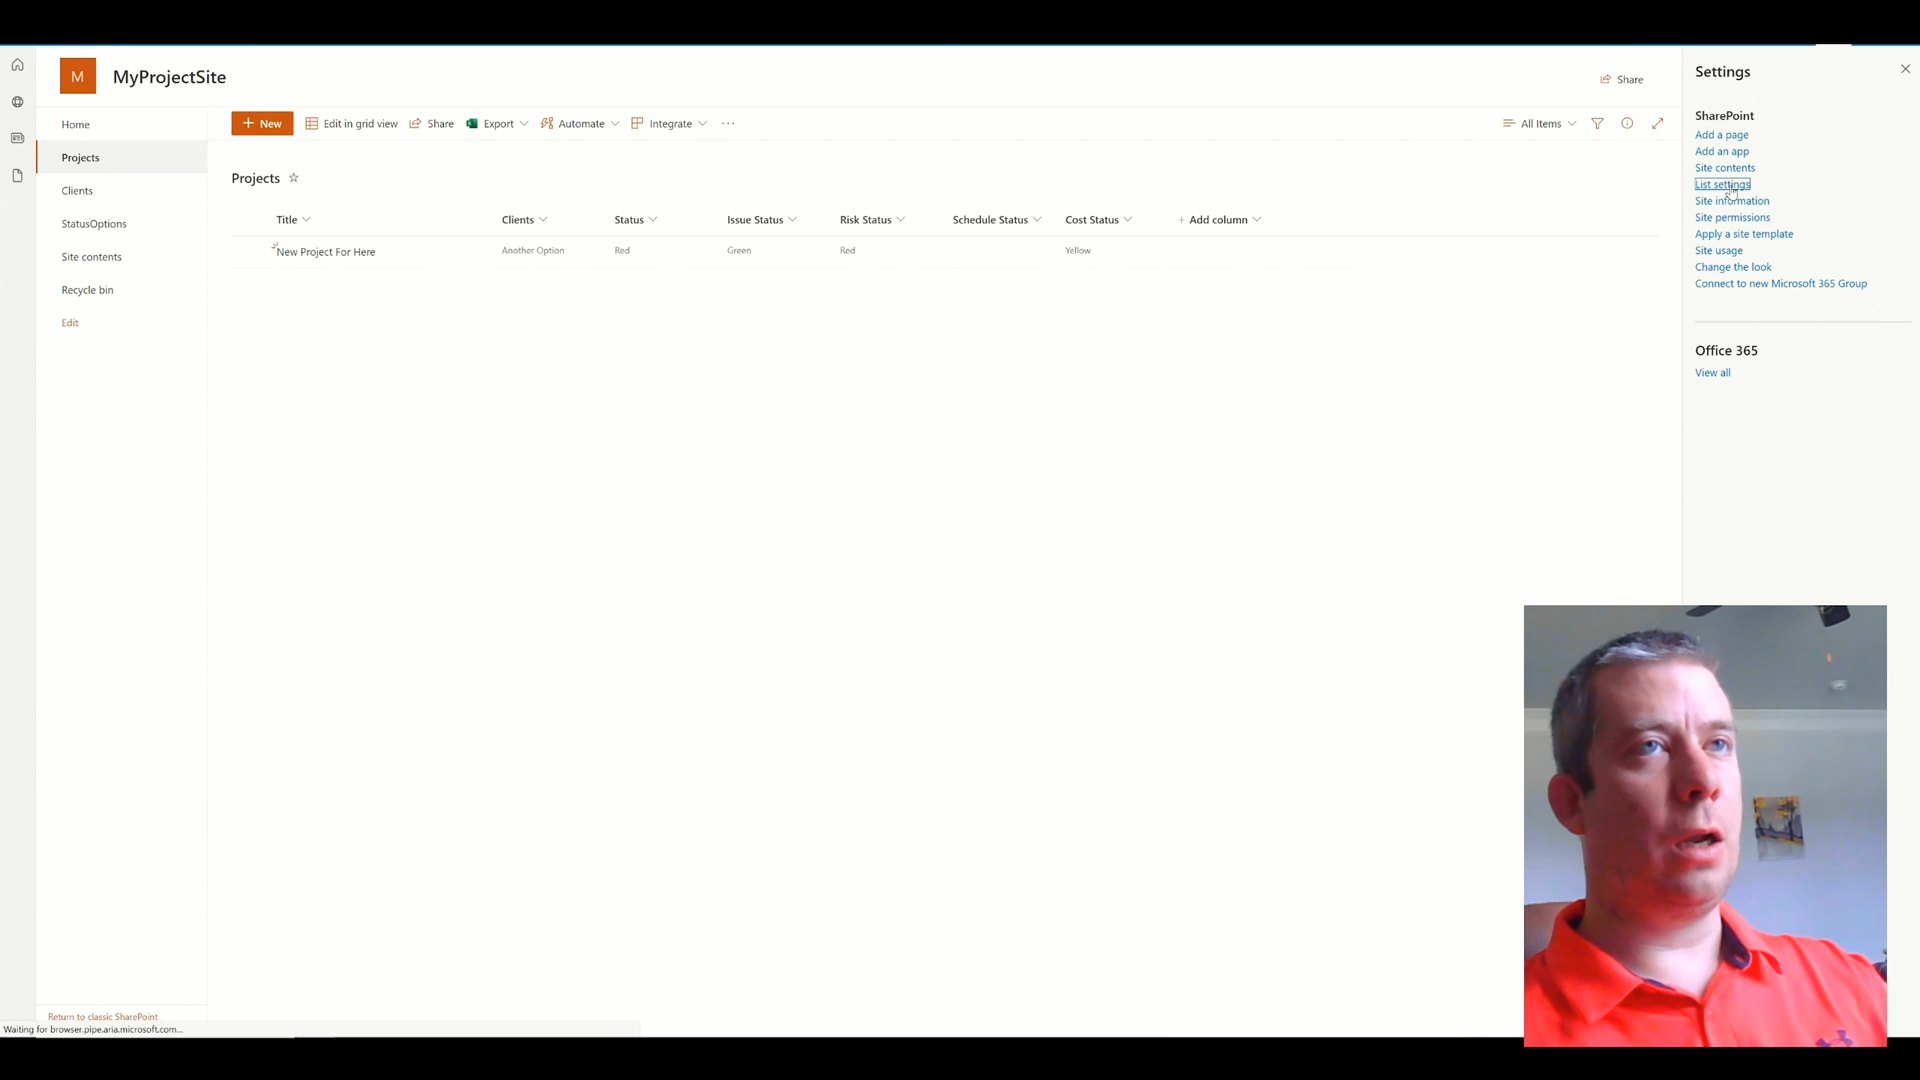 M
MyProjectSite
Share
Home
Projects
Clients
StatusOptions
Site contents
Recycle bin
Edit
Return to classic SharePoint
Waiting for browser.pipe.aria.microsoft.com...
+ New
Edit in grid view
Share
Export
Automate
Integrate
...
All Items
Projects
Title Clients Status Issue Status Risk Status Schedule Status Cost Status + Add column
New Project For Here Another Option Red Green Red Yellow
Settings
SharePoint
Add a page
Add an app
Site contents
List settings
Site information
Site permissions
Apply a site template
Site usage
Change the look
Connect to new Microsoft 365 Group
Office 365
View all